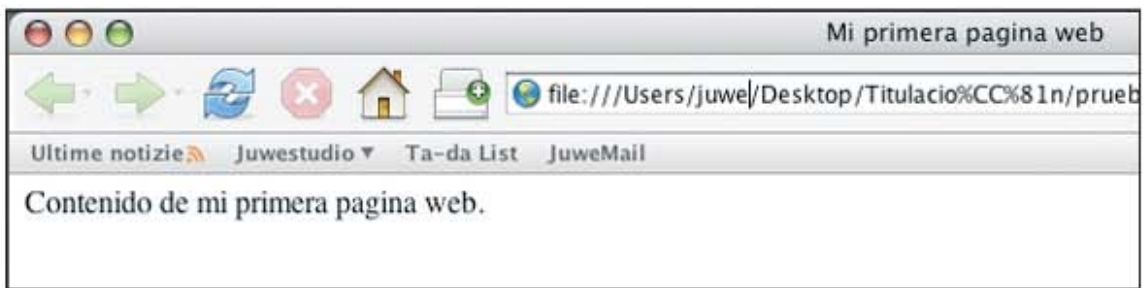 Mi primera pagina web
file:///Users/juwe/Desktop/Titulacio%CC%81n/prueb
Ultime notizie Juwestudio Ta-da List JuweMail
Contenido de mi primera pagina web.